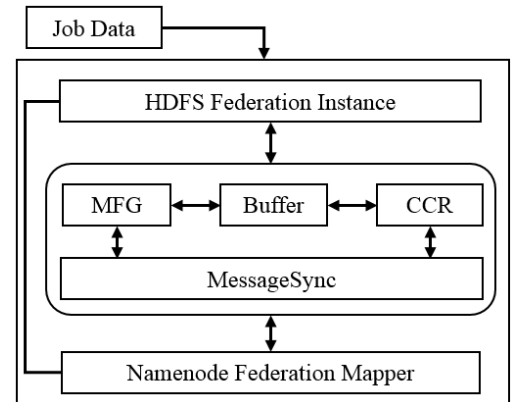 Job Data
HDFS Federation Instance
MFG
Buffer
CCR
MessageSync
Namenode Federation Mapper